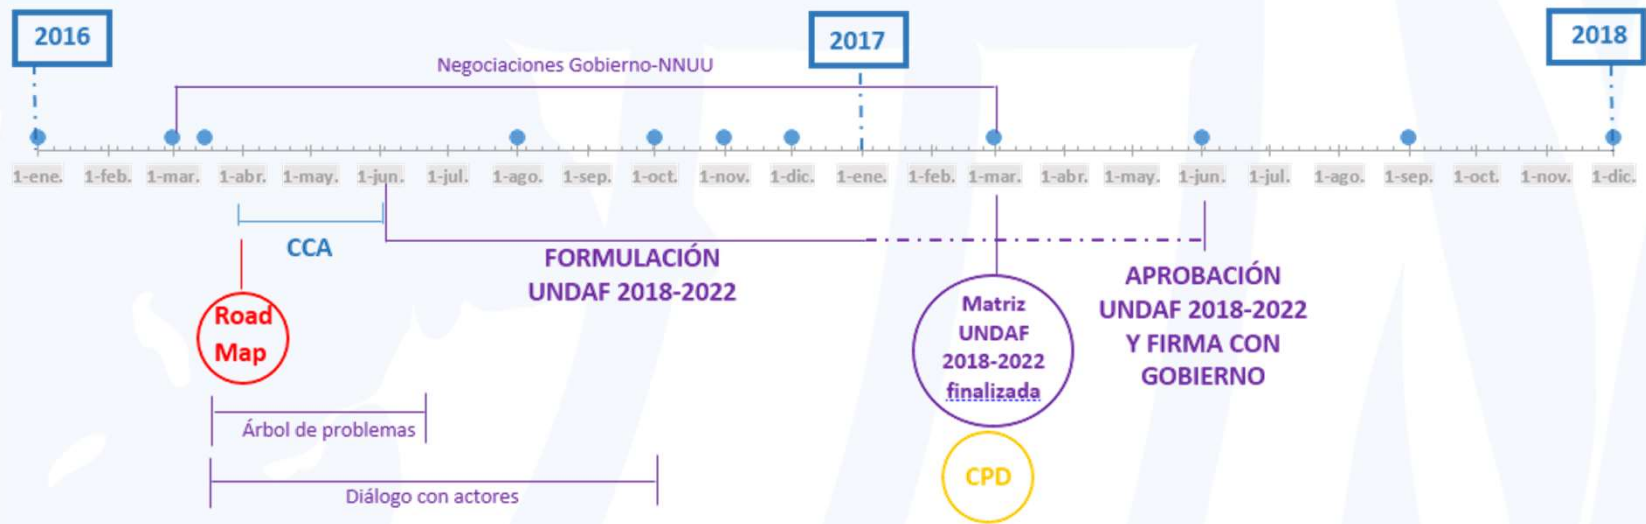 2016
2017
2018
Negociaciones Gobierno-NNUU
1-ene.
1-feb.
1-mar.
1-abr.
1-may.
1-jun.
1-jul.
1-ago.
1-sep.
1-oct.
1-nov.
1-dic.
1-ene.
1-feb.
1-mar.
1-abr.
1-may.
1-jun.
1-jul.
1-ago.
1-sep.
1-oct.
1-nov.
1-dic.
CCA
FORMULACIÓN
UNDAF 2018-2022
Road
Map
Matriz
UNDAF
2018-2022
finalizada
APROBACIÓN
UNDAF 2018-2022
Y FIRMA CON
GOBIERNO
Árbol de problemas
Diálogo con actores
CPD